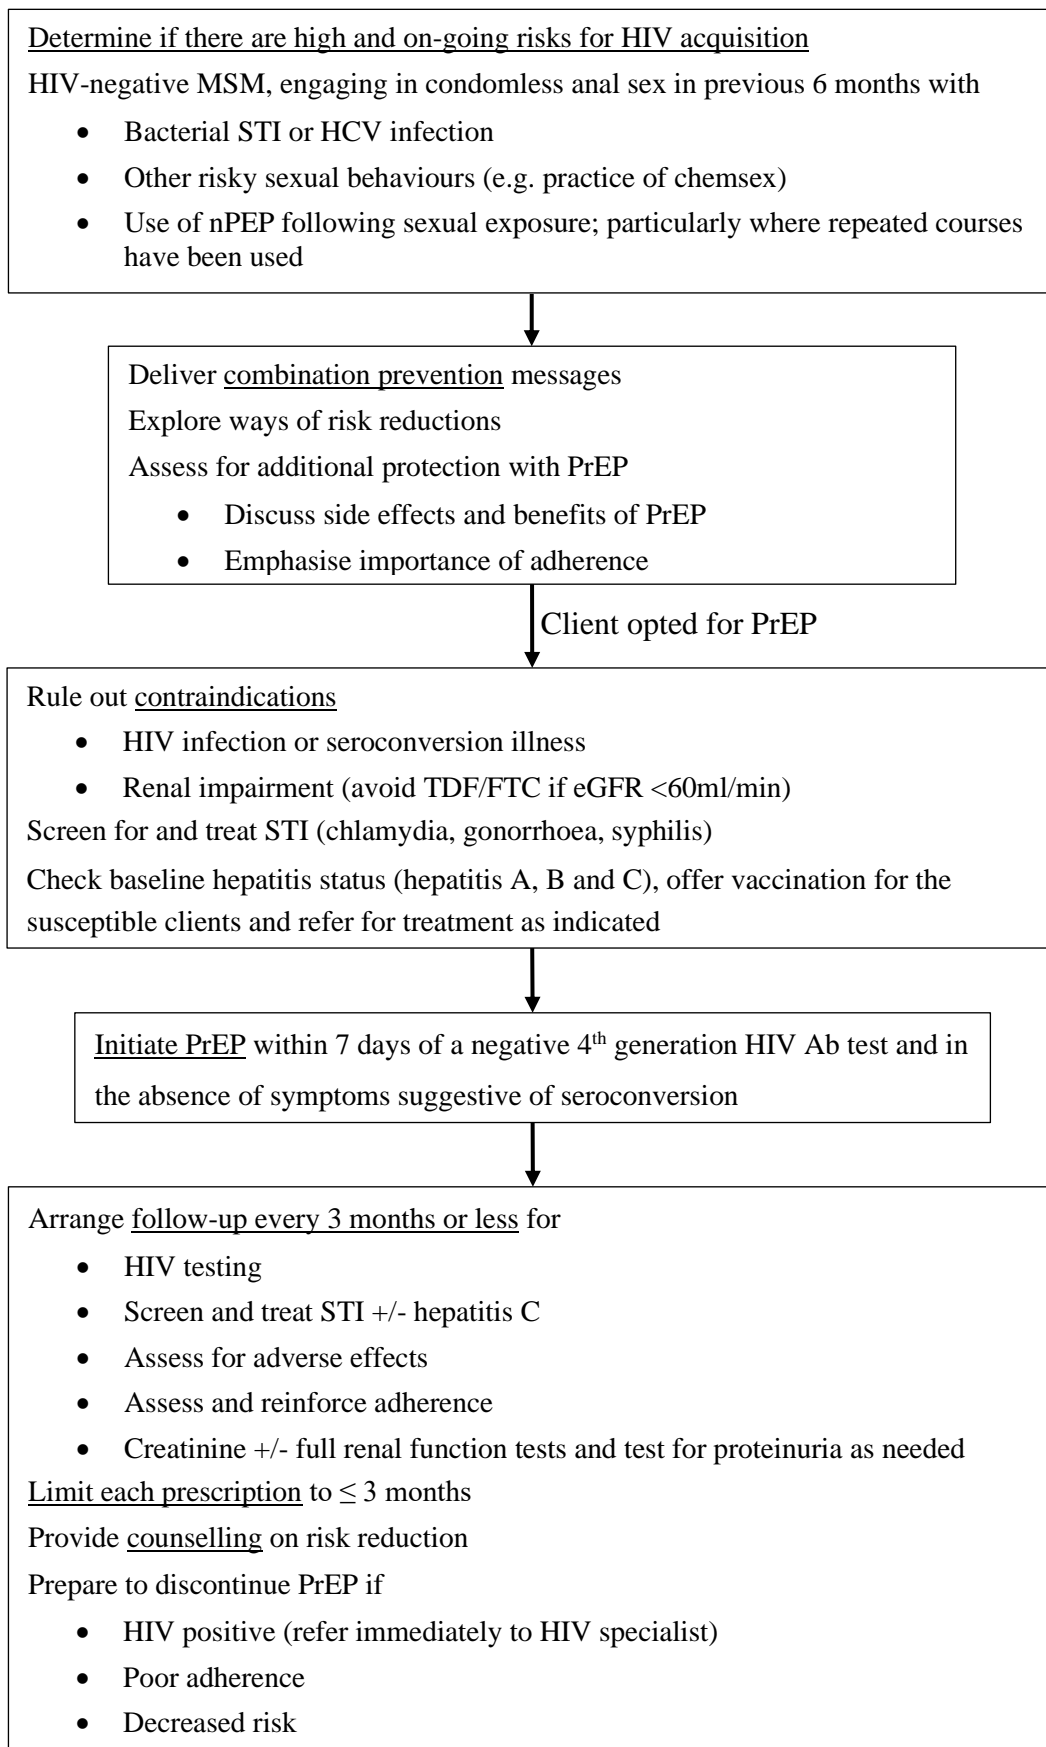 Determine if there are high and on-going risks for HIV acquisition
HIV-negative MSM, engaging in condomless anal sex in previous 6 months with
• Bacterial STI or HCV infection
• Other risky sexual behaviours (e.g. practice of chemsex)
• Use of nPEP following sexual exposure; particularly where repeated courses
have been used
Deliver combination prevention messages
Explore ways of risk reductions
Assess for additional protection with PrEP
• Discuss side effects and benefits of PrEP
• Emphasise importance of adherence
Client opted for PrEP
Rule out contraindications
• HIV infection or seroconversion illness
• Renal impairment (avoid TDF/FTC if eGFR <60ml/min)
Screen for and treat STI (chlamydia, gonorrhoea, syphilis)
Check baseline hepatitis status (hepatitis A, B and C), offer vaccination for the
susceptible clients and refer for treatment as indicated
Initiate PrEP within 7 days of a negative 4th generation HIV Ab test and in
the absence of symptoms suggestive of seroconversion
Arrange follow-up every 3 months or less for
• HIV testing
• Screen and treat STI +/- hepatitis C
• Assess for adverse effects
• Assess and reinforce adherence
• Creatinine +/- full renal function tests and test for proteinuria as needed
Limit each prescription to ≤ 3 months
Provide counselling on risk reduction
Prepare to discontinue PrEP if
• HIV positive (refer immediately to HIV specialist)
• Poor adherence
• Decreased risk